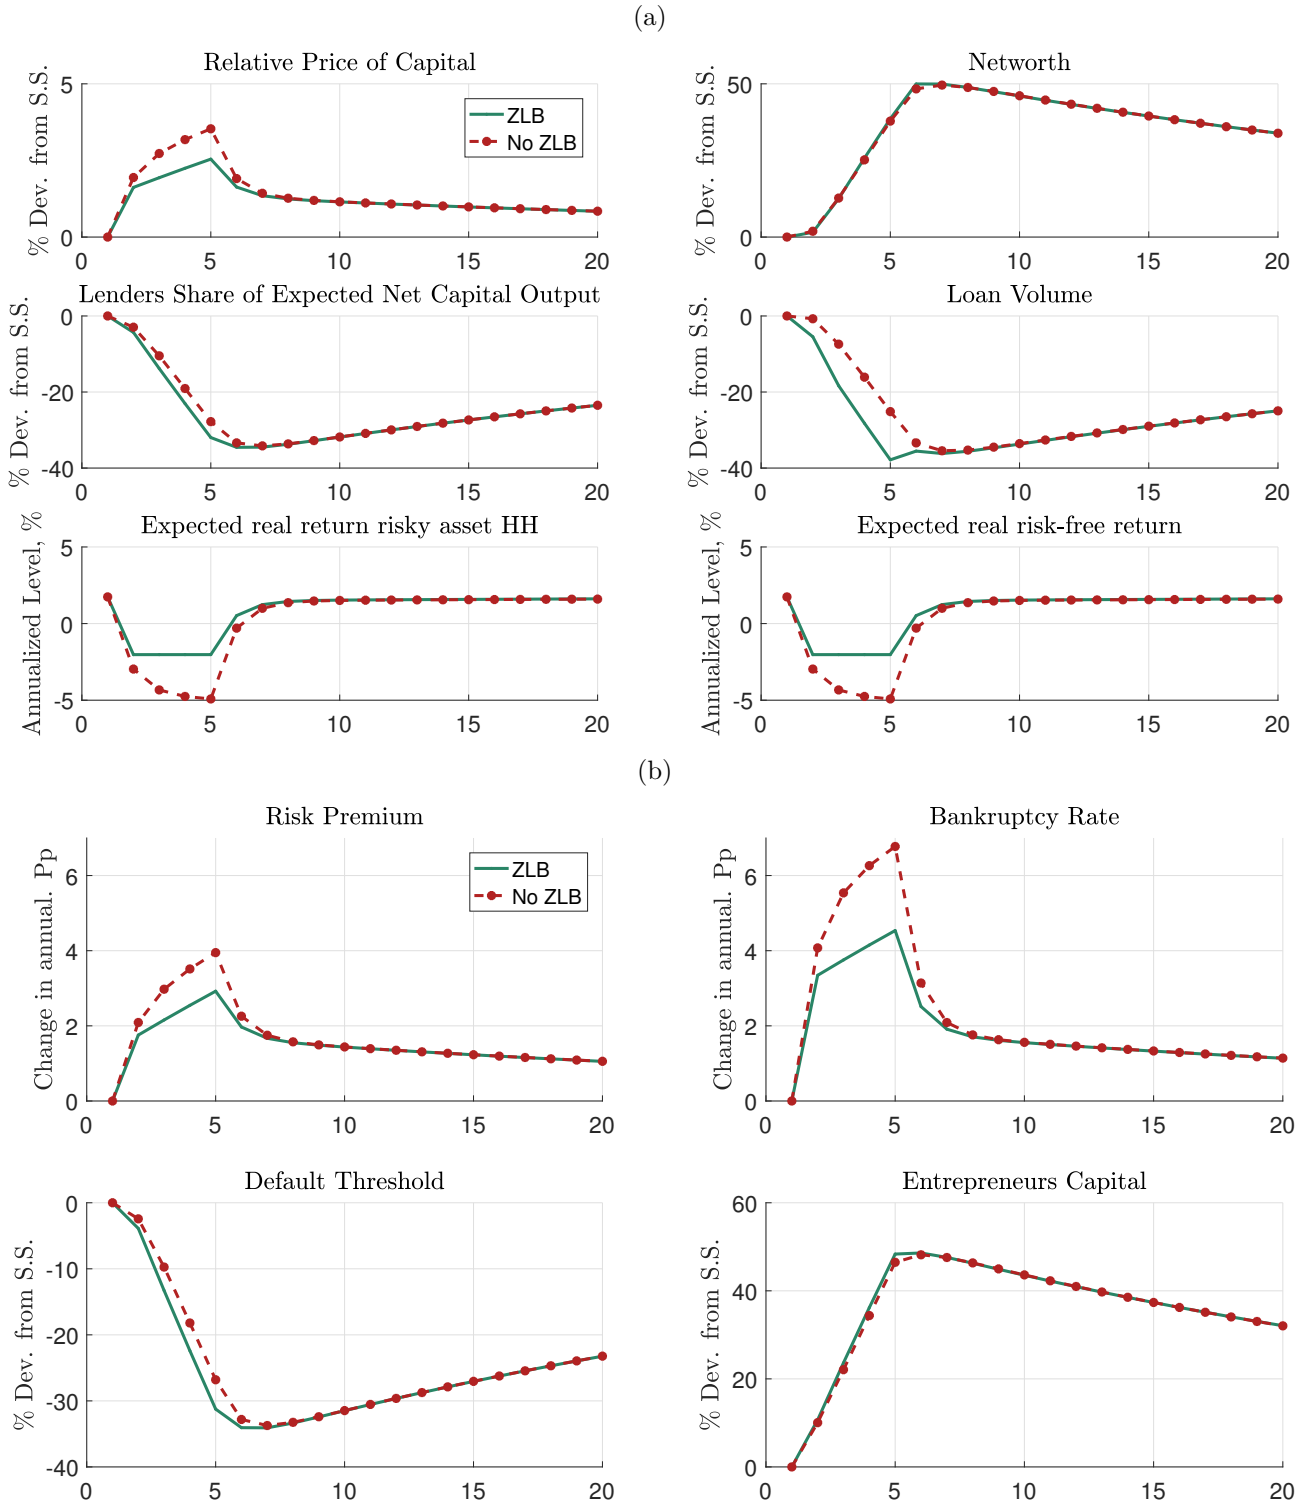 (a)
Relative Price of Capital
% Dev. from S.S.
5
0
0 5 10 15 20
ZLB
No ZLB
Networth
% Dev. from S.S.
50
0
0 5 10 15 20
Lenders Share of Expected Net Capital Output
% Dev. from S.S.
0
-20
-40
0 5 10 15 20
Loan Volume
% Dev. from S.S.
0
-20
-40
0 5 10 15 20
Expected real return risky asset HH
Annualized Level, %
5
0
-5
0 5 10 15 20
Expected real risk-free return
Annualized Level, %
5
0
-5
0 5 10 15 20
(b)
Risk Premium
Change in annual. Pp
6
4
2
0
0 5 10 15 20
ZLB
No ZLB
Bankruptcy Rate
Change in annual. Pp
6
4
2
0
0 5 10 15 20
Default Threshold
% Dev. from S.S.
0
-10
-20
-30
-40
0 5 10 15 20
Entrepreneurs Capital
% Dev. from S.S.
60
40
20
0
0 5 10 15 20